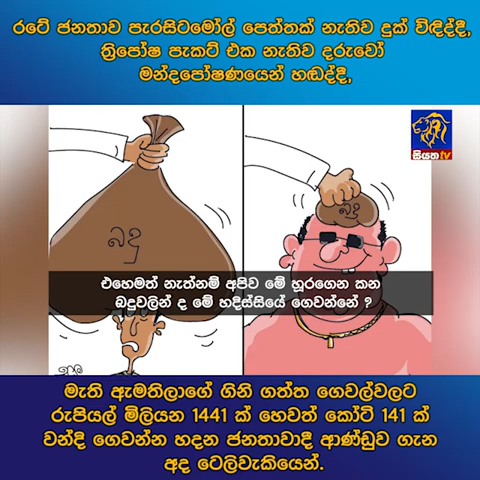 රටේ ජනතාව පැරසිටමෝල් පෙත්තක් නැතිව දුක් විඳිද්දී,
ත්‍රිපෝෂ පැකට් එක නැතිව දරුවෝ
මන්දපෝෂණයෙන් හඬද්දී,
සියත tv
බදු
බදු
එහෙමත් නැත්නම් අපිව මේ හූරගෙන කන
බදුවලින් ද මේ හදිස්සියේ ගෙවන්නේ ?
මැති ඇමතිලාගේ ගිනි ගත්ත ගෙවල්වලට
රුපියල් මිලියන 1441 ක් හෙවත් කෝටි 141 ක්
වන්දි ගෙවන්න හදන ජනතාවාදී ආණ්ඩුව ගැන
අද ටෙලිවැකියෙන්.